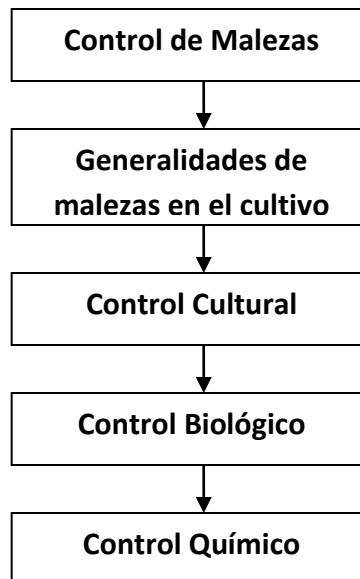 Control de Malezas
Generalidades de
malezas en el cultivo
Control Cultural
Control Biológico
Control Químico